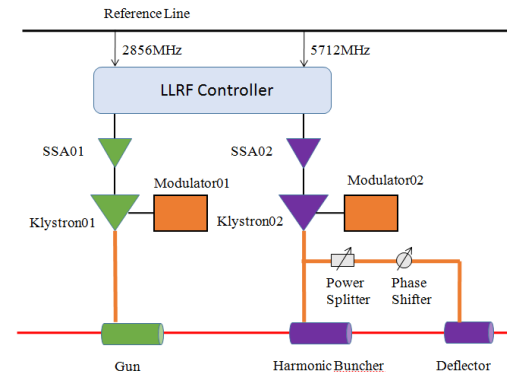 Reference Line
2856MHz
5712MHz
LLRF Controller
SSA01
SSA02
Modulator01
Modulator02
Klystron01
Klystron02
Power
Splitter
Phase
Shifter
Gun
Harmonic Buncher
Deflector